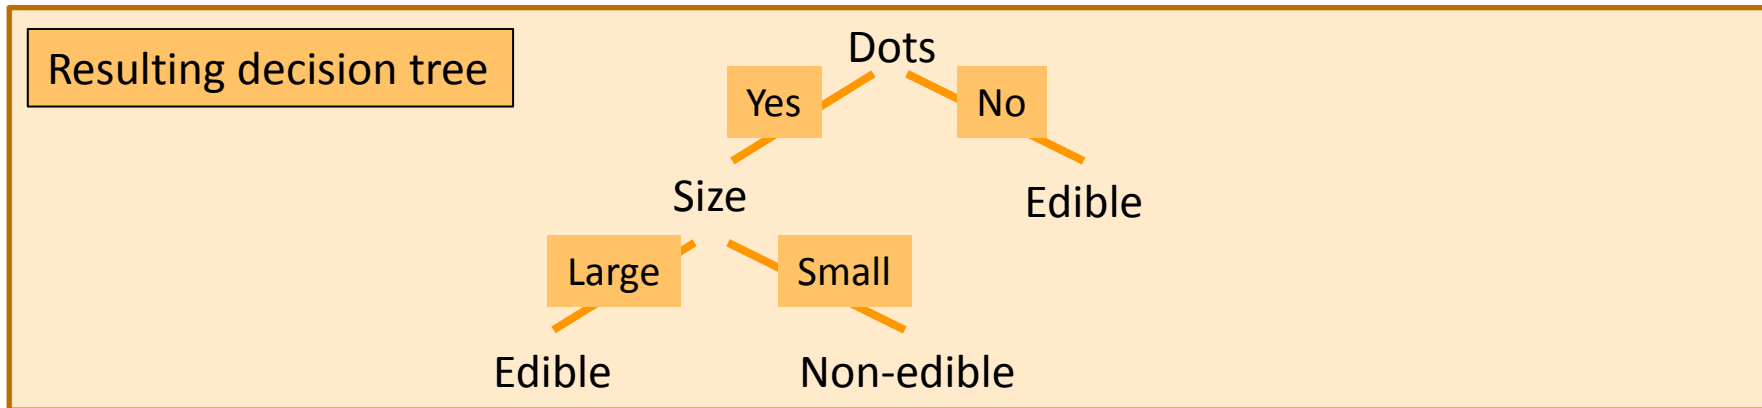 Resulting decision tree
Dots
Yes
No
Size
Edible
Large
Small
Edible
Non-edible